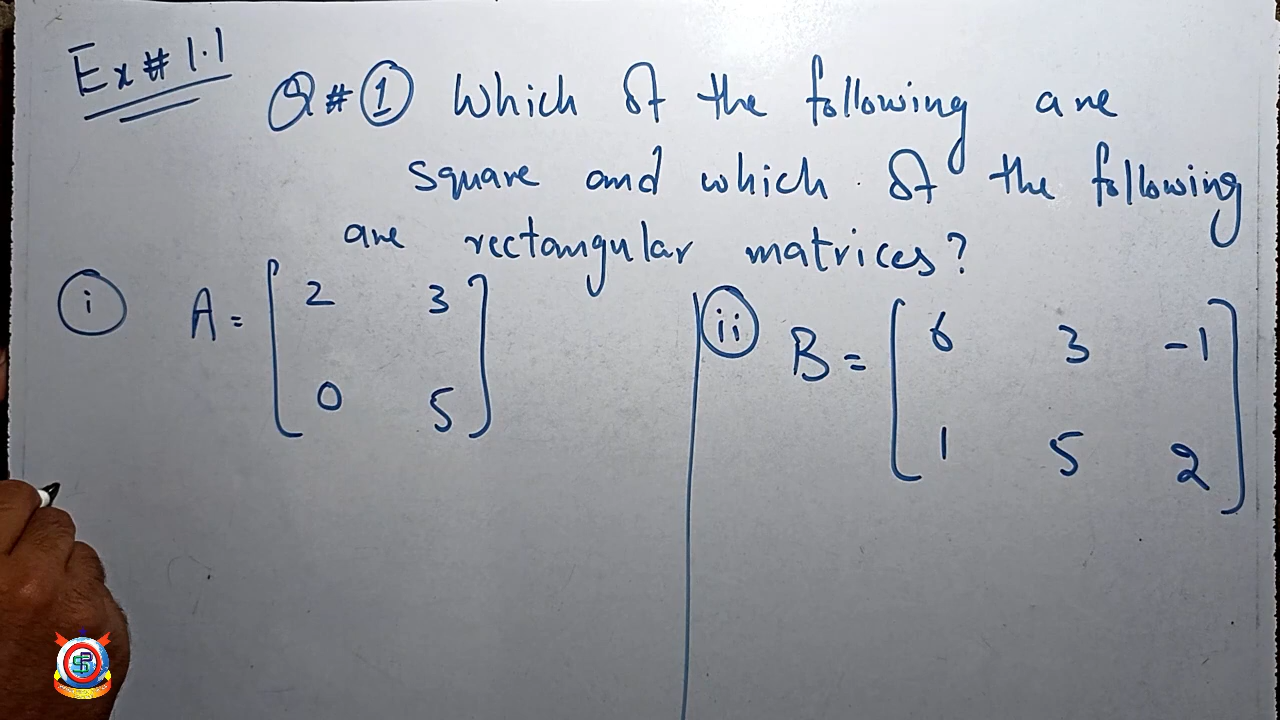 Ex # 1.1
Q # 1 Which of the following are
square and which of the following
are rectangular matrices?
i A = [ 2 3
0 5 ]
ii B = [ 6 3 -1
1 5 2 ]